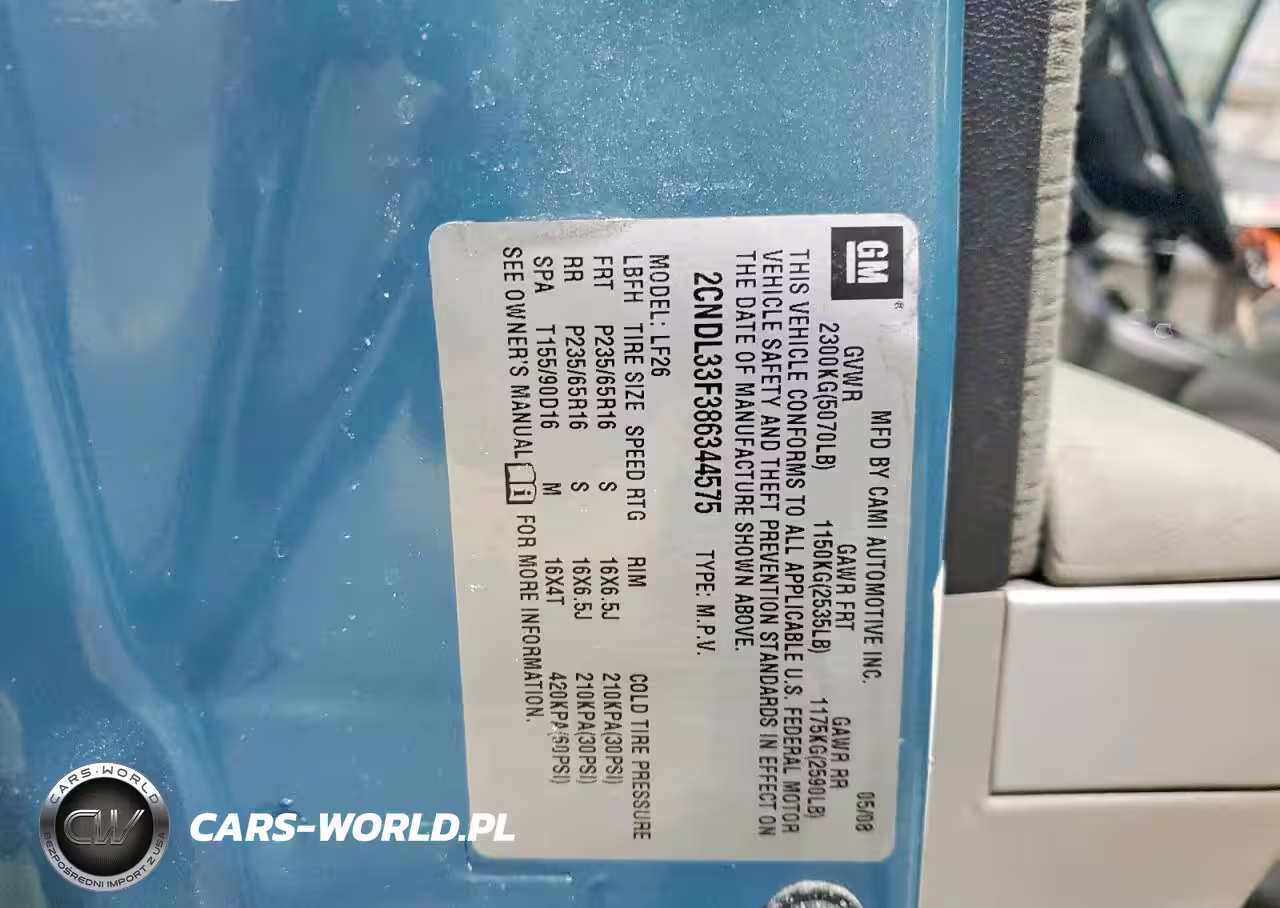 GM
MFD BY CAMI AUTOMOTIVE INC. 05/08
GVWR GAWR FRT GAWR RR
2300KG(5070LB) 1150KG(2535LB) 1175KG(2590LB)
THIS VEHICLE CONFORMS TO ALL APPLICABLE U.S. FEDERAL MOTOR
VEHICLE SAFETY AND THEFT PREVENTION STANDARDS IN EFFECT ON
THE DATE OF MANUFACTURE SHOWN ABOVE.
2CNDL33F386344575 TYPE: M.P.V.
MODEL: LF26
LBFH TIRE SIZE SPEED RTG RIM COLD TIRE PRESSURE
FRT P235/65R16 S 16X6.5J 210KPA(30PSI)
RR P235/65R16 S 16X6.5J 210KPA(30PSI)
SPA T155/90D16 M 16X4T 420KPA(60PSI)
SEE OWNER'S MANUAL i FOR MORE INFORMATION.
CARS-WORLD
CW
BEZPOŚREDNI IMPORT Z USA
CARS-WORLD.PL